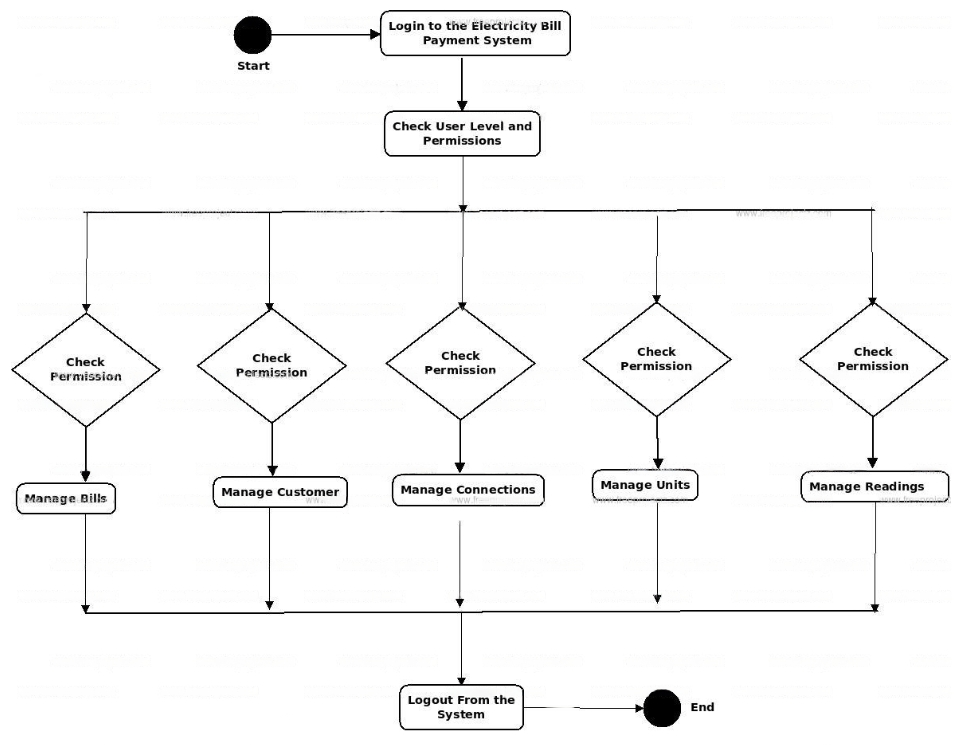 Login to the Electricity Bill
Payment System
Start
Check User Level and
Permissions
Check
Permission
Check
Permission
Check
Permission
Check
Permission
Check
Permission
Manage Bills
Manage Customer
Manage Connections
Manage Units
Manage Readings
Logout From the
System
End